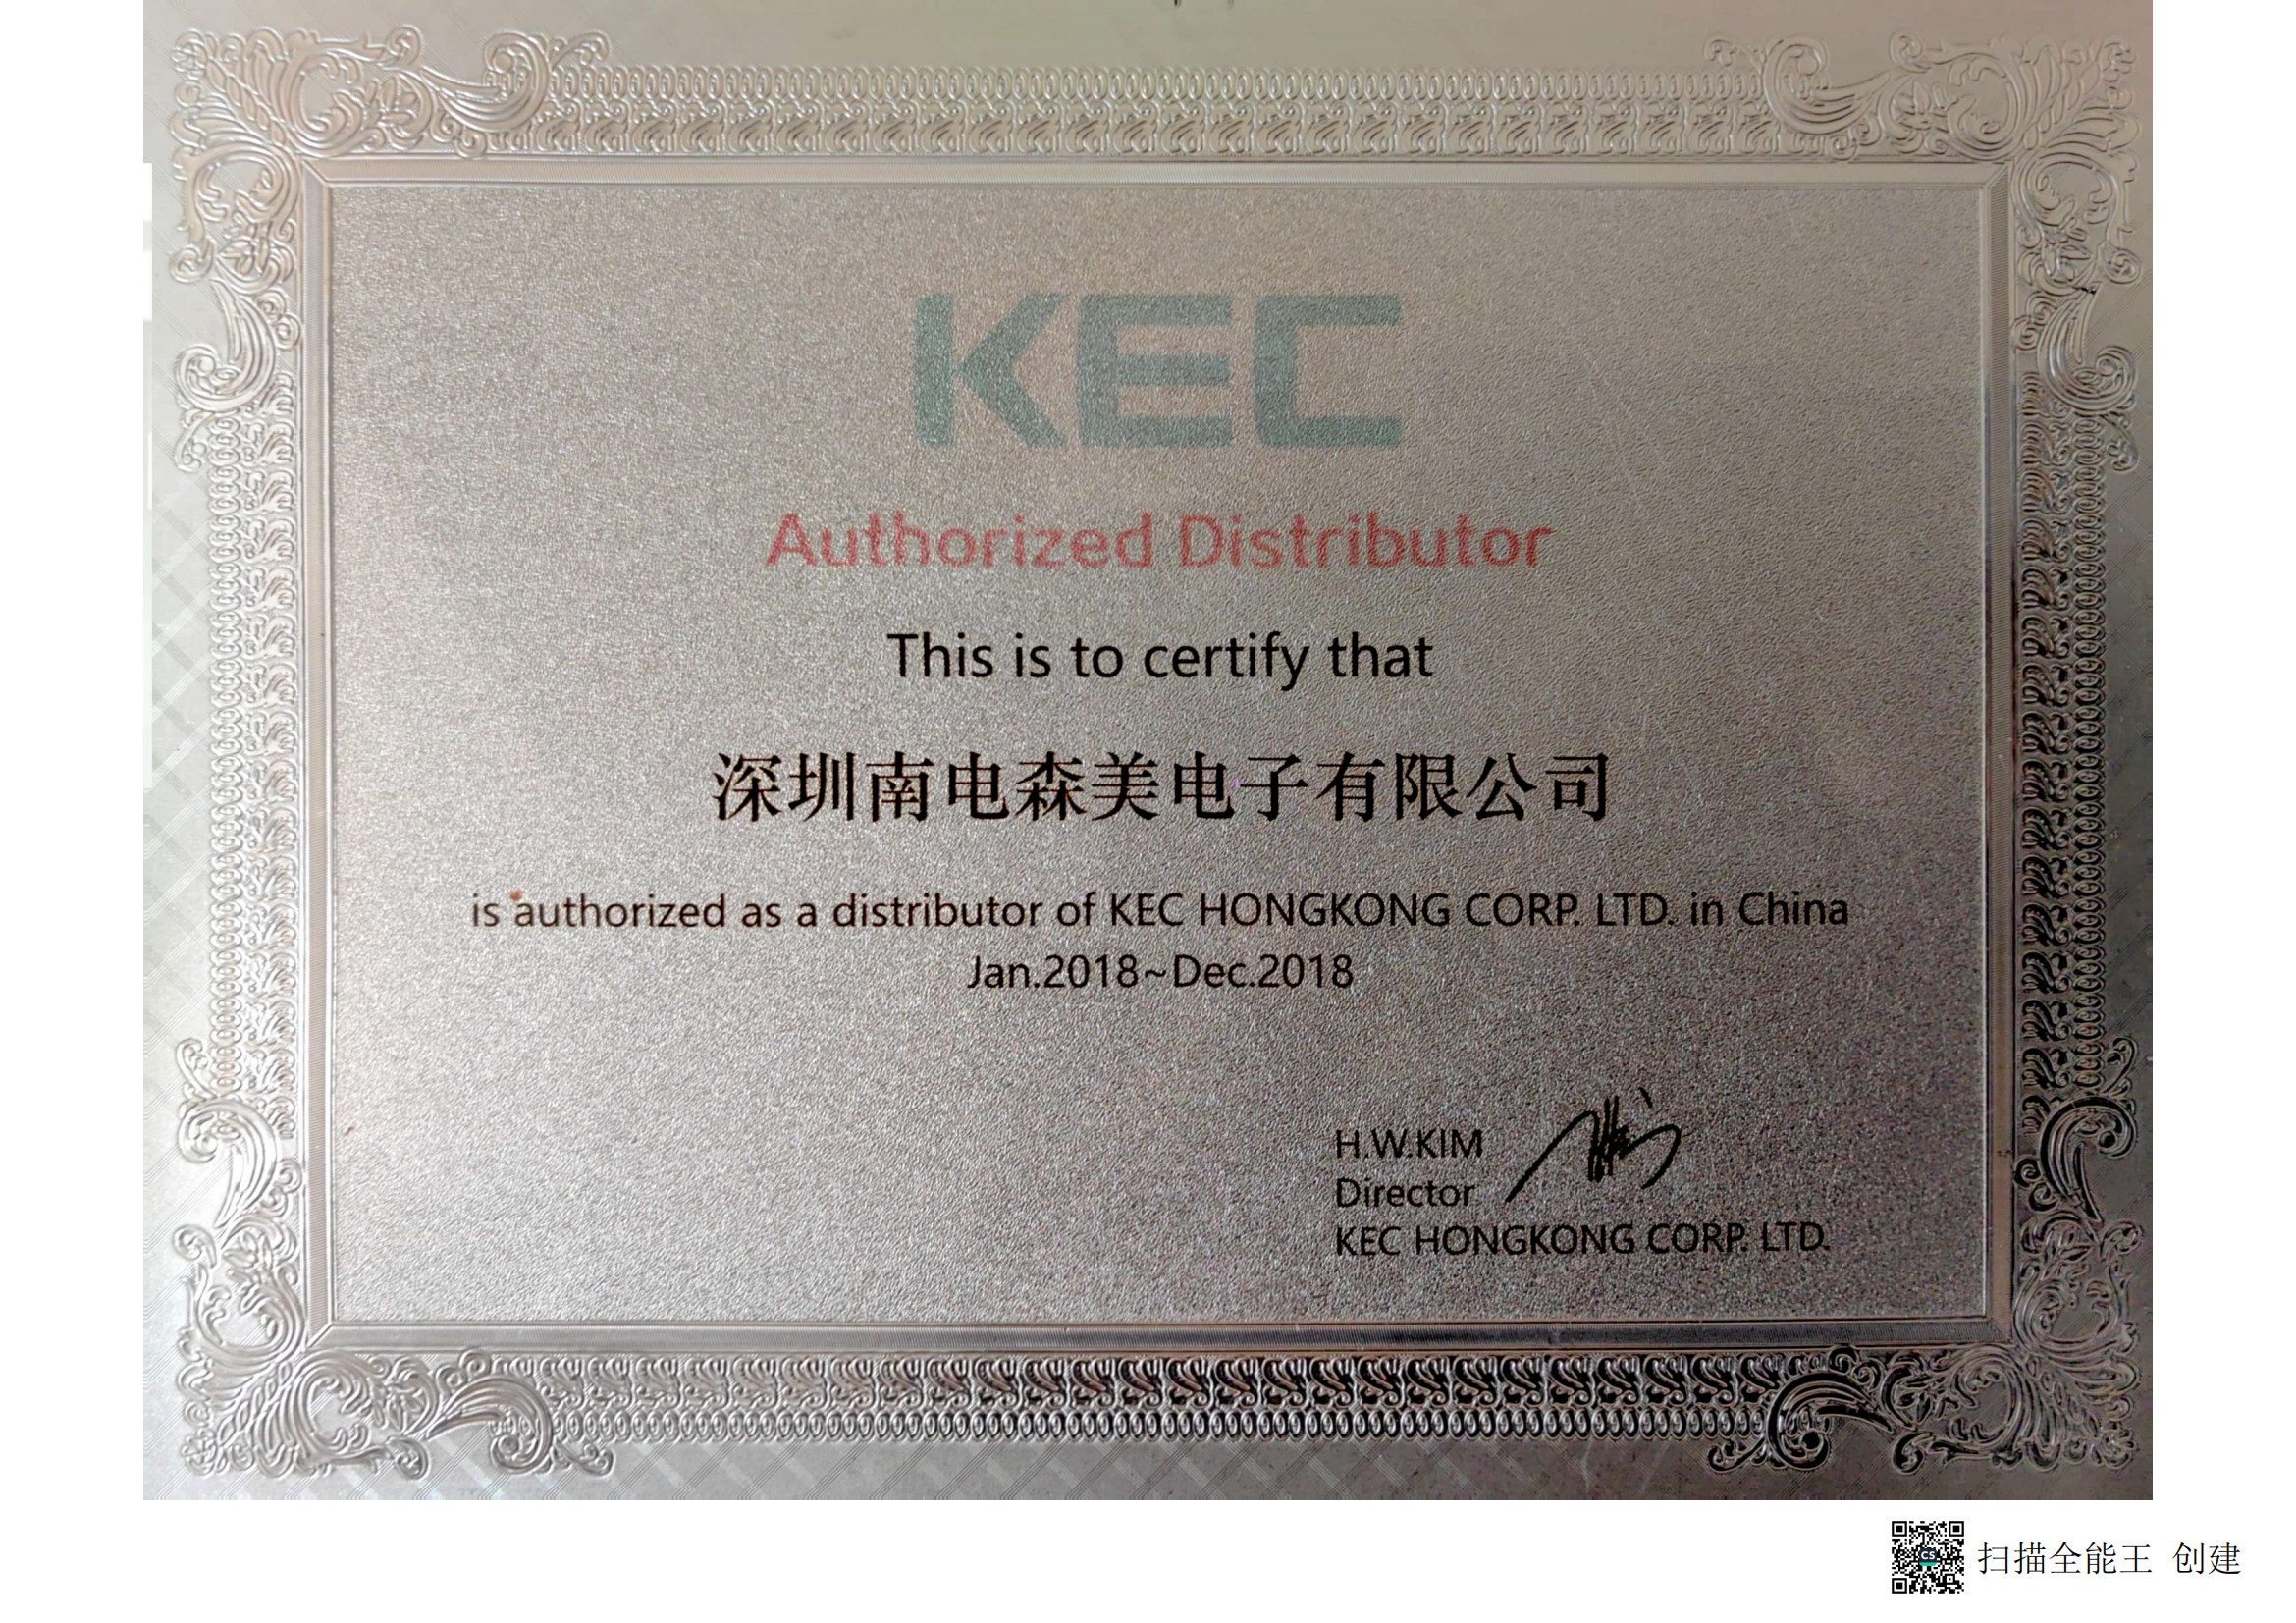 KEC
Authorized Distributor
This is to certify that
深圳南电森美电子有限公司
is authorized as a distributor of KEC HONGKONG CORP. LTD. in China
Jan.2018~Dec.2018
H.W.KIM
Director
KEC HONGKONG CORP. LTD.
CS
扫描全能王 创建